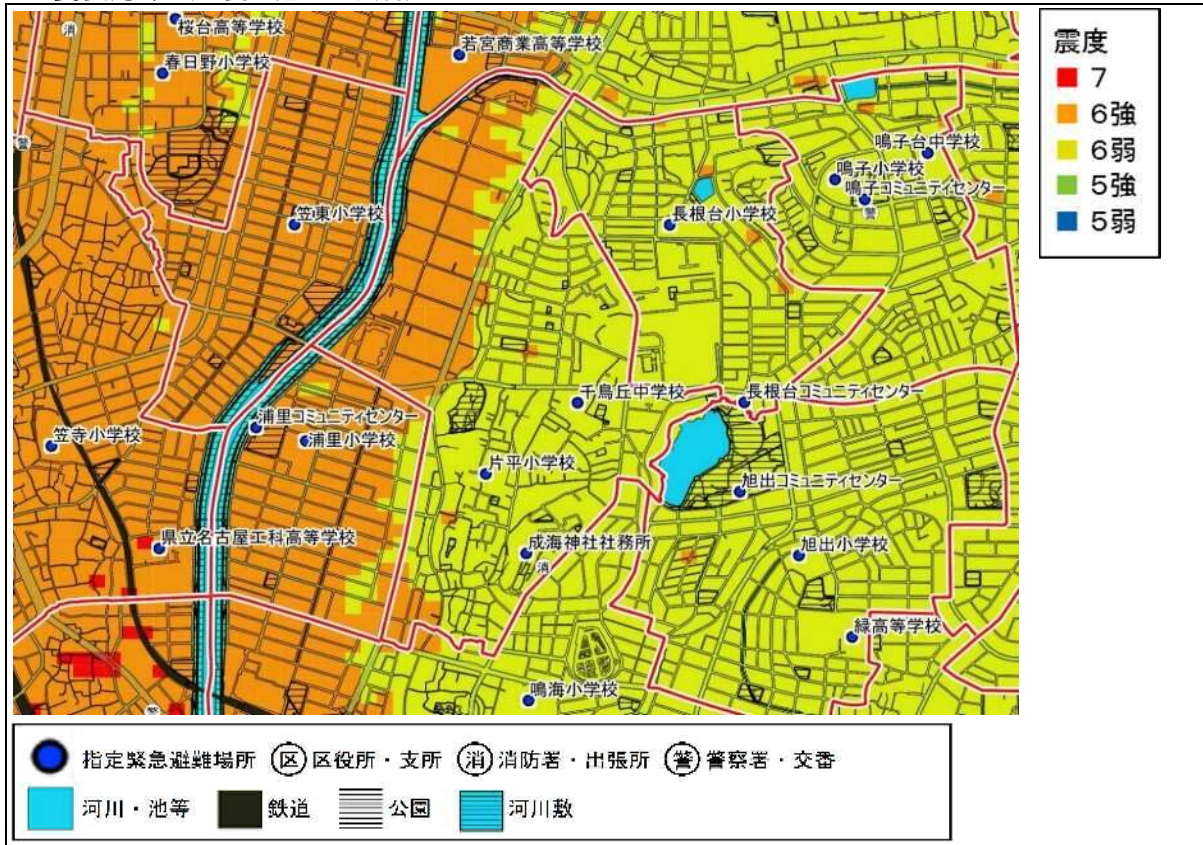 桜台高等学校
消
若宮商業高等学校
春日野小学校
震度
7
6強
6弱
5強
5弱
警
鳴子台中学校
鳴子小学校
鳴子コミュニティセンター
警
笠東小学校
長根台小学校
千鳥丘中学校
長根台コミュニティセンター
浦里コミュニティセンター
浦里小学校
笠寺小学校
片平小学校
旭出コミュニティセンター
県立名古屋工科高等学校
成海神社社務所
消
旭出小学校
緑高等学校
鳴海小学校
警
指定緊急避難場所 区 区役所・支所 消 消防署・出張所 警 警察署・交番
河川・池等 鉄道 公園 河川敷